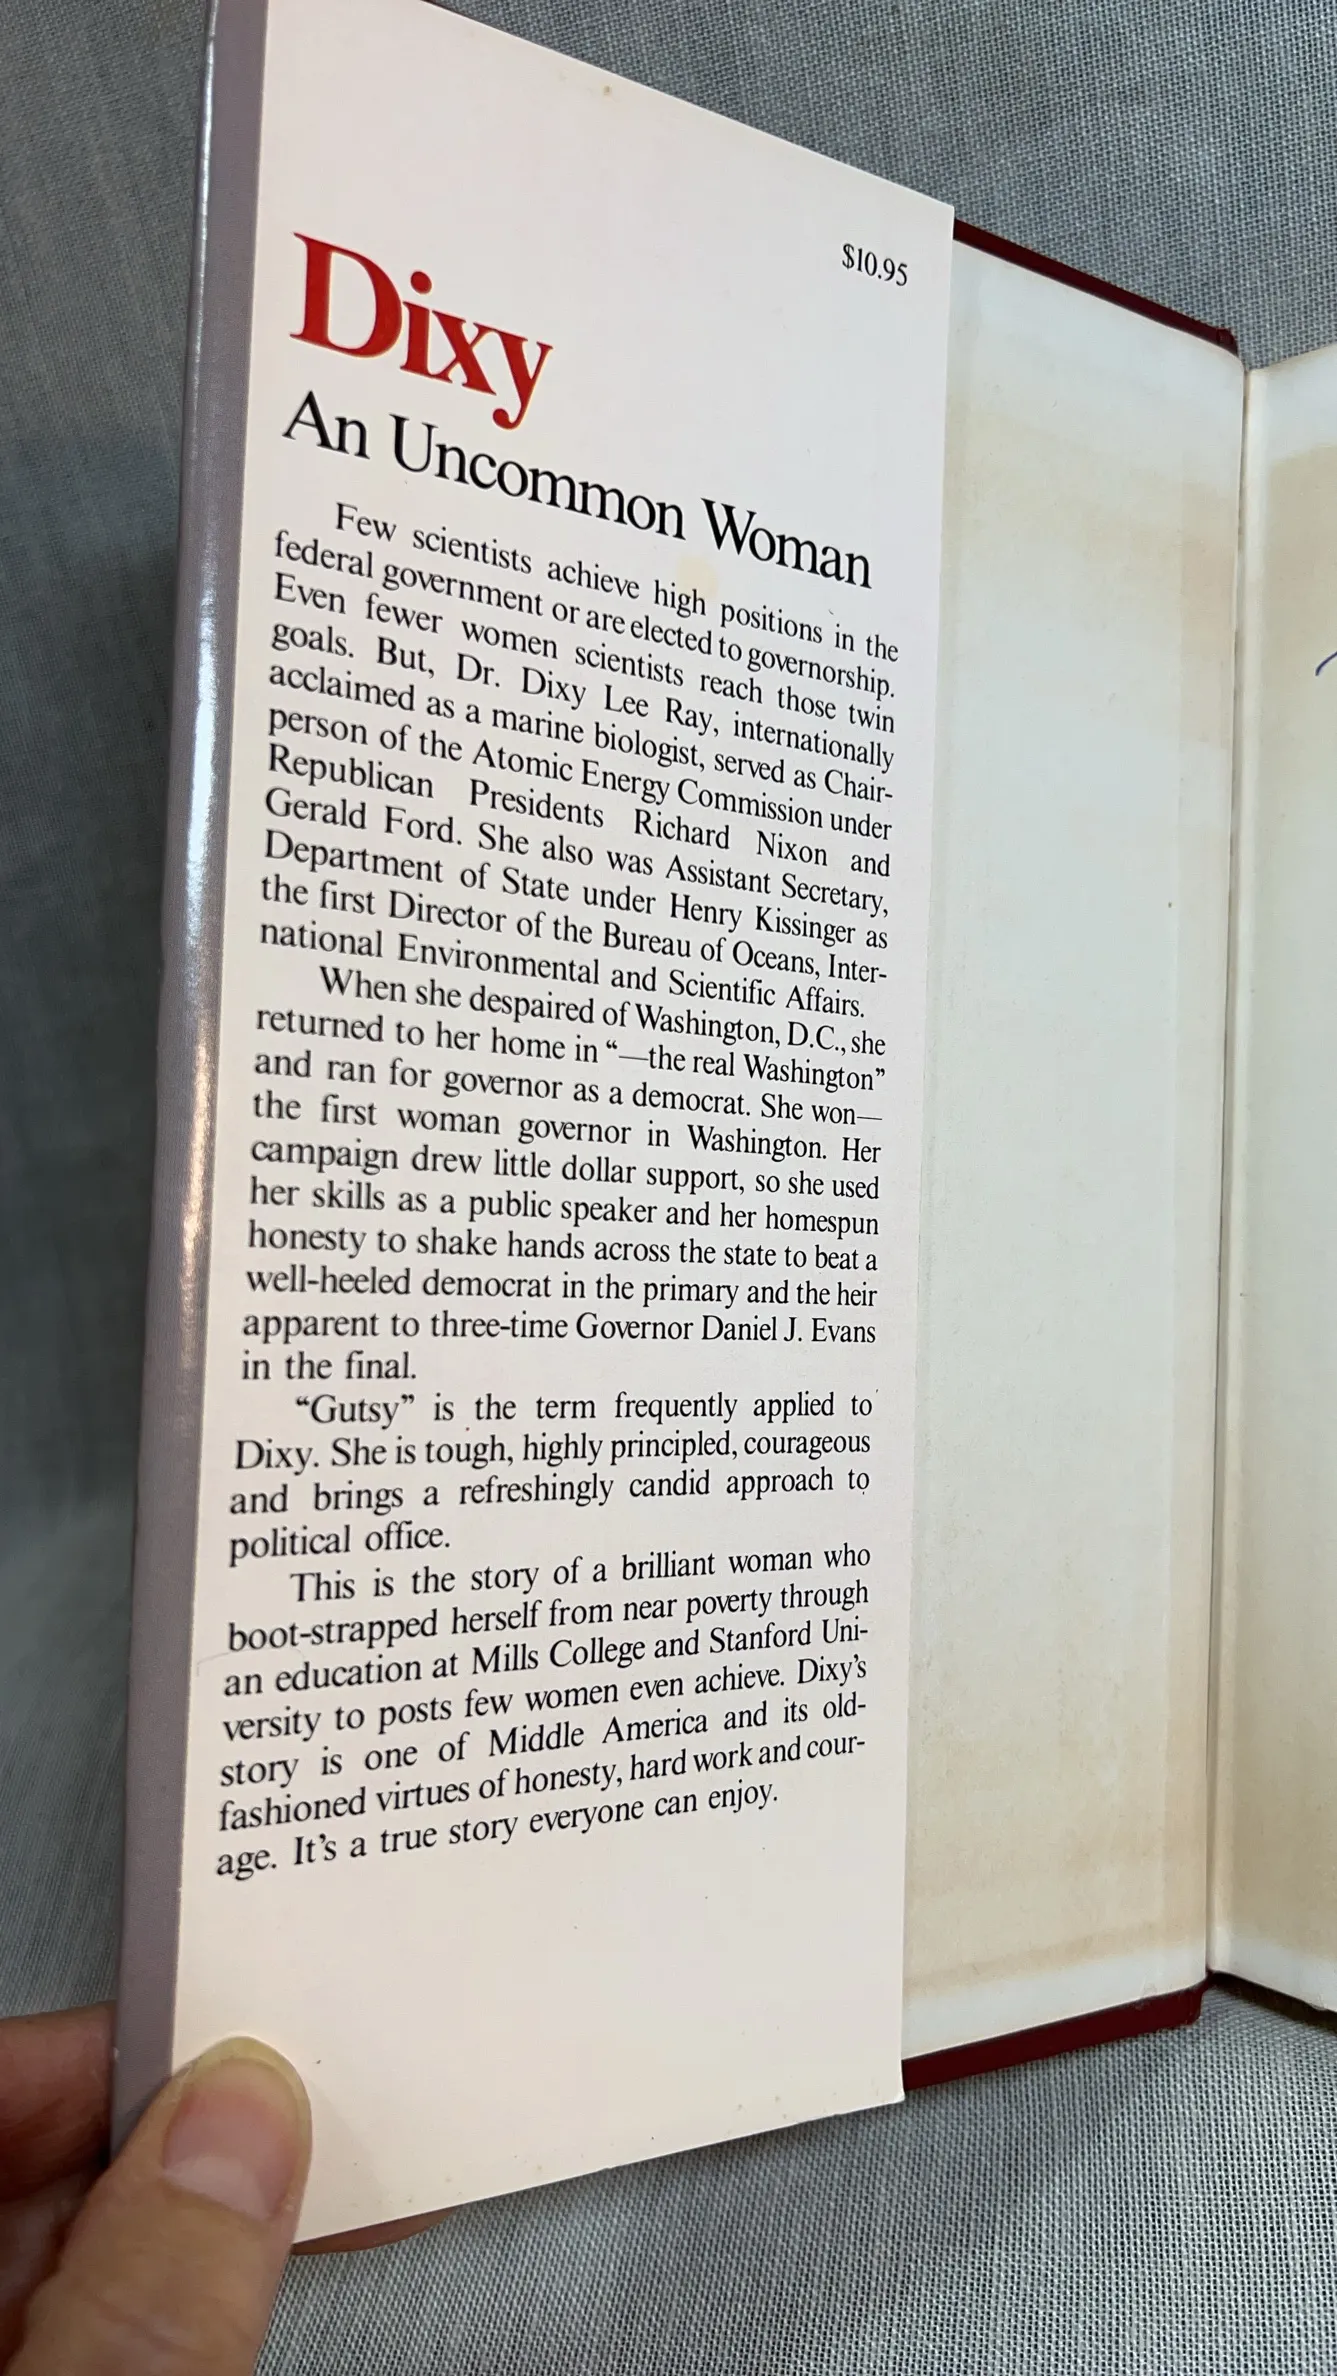 $10.95
Dixy
An Uncommon Woman
Few scientists achieve high positions in the
federal government or are elected to governorship.
Even fewer women scientists reach those twin
goals. But, Dr. Dixy Lee Ray, internationally
acclaimed as a marine biologist, served as Chair-
person of the Atomic Energy Commission under
Republican Presidents Richard Nixon and
Gerald Ford. She also was Assistant Secretary,
Department of State under Henry Kissinger as
the first Director of the Bureau of Oceans, Inter-
national Environmental and Scientific Affairs.
When she despaired of Washington, D.C., she
returned to her home in “—the real Washington”
and ran for governor as a democrat. She won—
the first woman governor in Washington. Her
campaign drew little dollar support, so she used
her skills as a public speaker and her homespun
honesty to shake hands across the state to beat a
well-heeled democrat in the primary and the heir
apparent to three-time Governor Daniel J. Evans
in the final.
“Gutsy” is the term frequently applied to
Dixy. She is tough, highly principled, courageous
and brings a refreshingly candid approach to
political office.
This is the story of a brilliant woman who
boot-strapped herself from near poverty through
an education at Mills College and Stanford Uni-
versity to posts few women even achieve. Dixy’s
story is one of Middle America and its old-
fashioned virtues of honesty, hard work and cour-
age. It’s a true story everyone can enjoy.